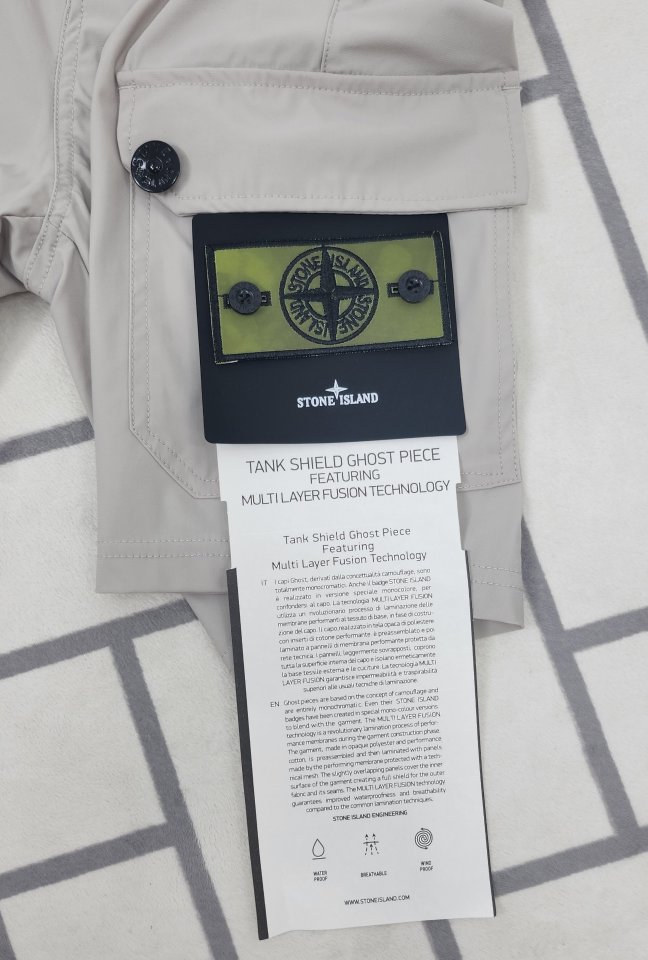 STONE ISLAND
STONE ISLAND
STONE ISLAND
TANK SHIELD GHOST PIECE
FEATURING
MULTI LAYER FUSION TECHNOLOGY
Tank Shield Ghost Piece
Featuring
Multi Layer Fusion Technology
IT I capi Ghost, derivati dalla concettualità camouflage, sono
totalmente monocromatici. Anche il badge STONE ISLAND
è realizzato in versione speciale monocolore, per
confondersi al capo. La tecnologia MULTI LAYER FUSION
utilizza un rivoluzionario processo di laminazione delle
membrane performanti al tessuto di base, in fase di costru-
zione del capo. Il capo, realizzato in tela opaca di poliestere
con inserti di cotone performante, è preassemblato e poi
laminato a pannelli di membrana performante protetta da
rete tecnica. I pannelli, leggermente sovrapposti, coprono
tutta la superficie interna del capo e isolano ermeticamente
la base tessile esterna e le cuciture. La tecnologia MULTI
LAYER FUSION garantisce impermeabilità e traspirabilità
superiori alle usuali tecniche di laminazione.
EN Ghost pieces are based on the concept of camouflage and
are entirely monochromatic. Even their STONE ISLAND
badges have been created in special mono-colour versions
to blend with the garment. The MULTI LAYER FUSION
technology is a revolutionary lamination process of perfor-
mance membranes during the garment construction phase.
The garment, made in opaque polyester and performance
cotton, is preassembled and then laminated with panels
made by the performing membrane protected with a tech-
nical mesh. The slightly overlapping panels cover the inner
surface of the garment creating a full shield for the outer
fabric and its seams. The MULTI LAYER FUSION technology
guarantees improved waterproofness and breathability
compared to the common lamination techniques.
STONE ISLAND ENGINEERING
WATER
PROOF
BREATHABLE
WIND
PROOF
WWW.STONEISLAND.COM